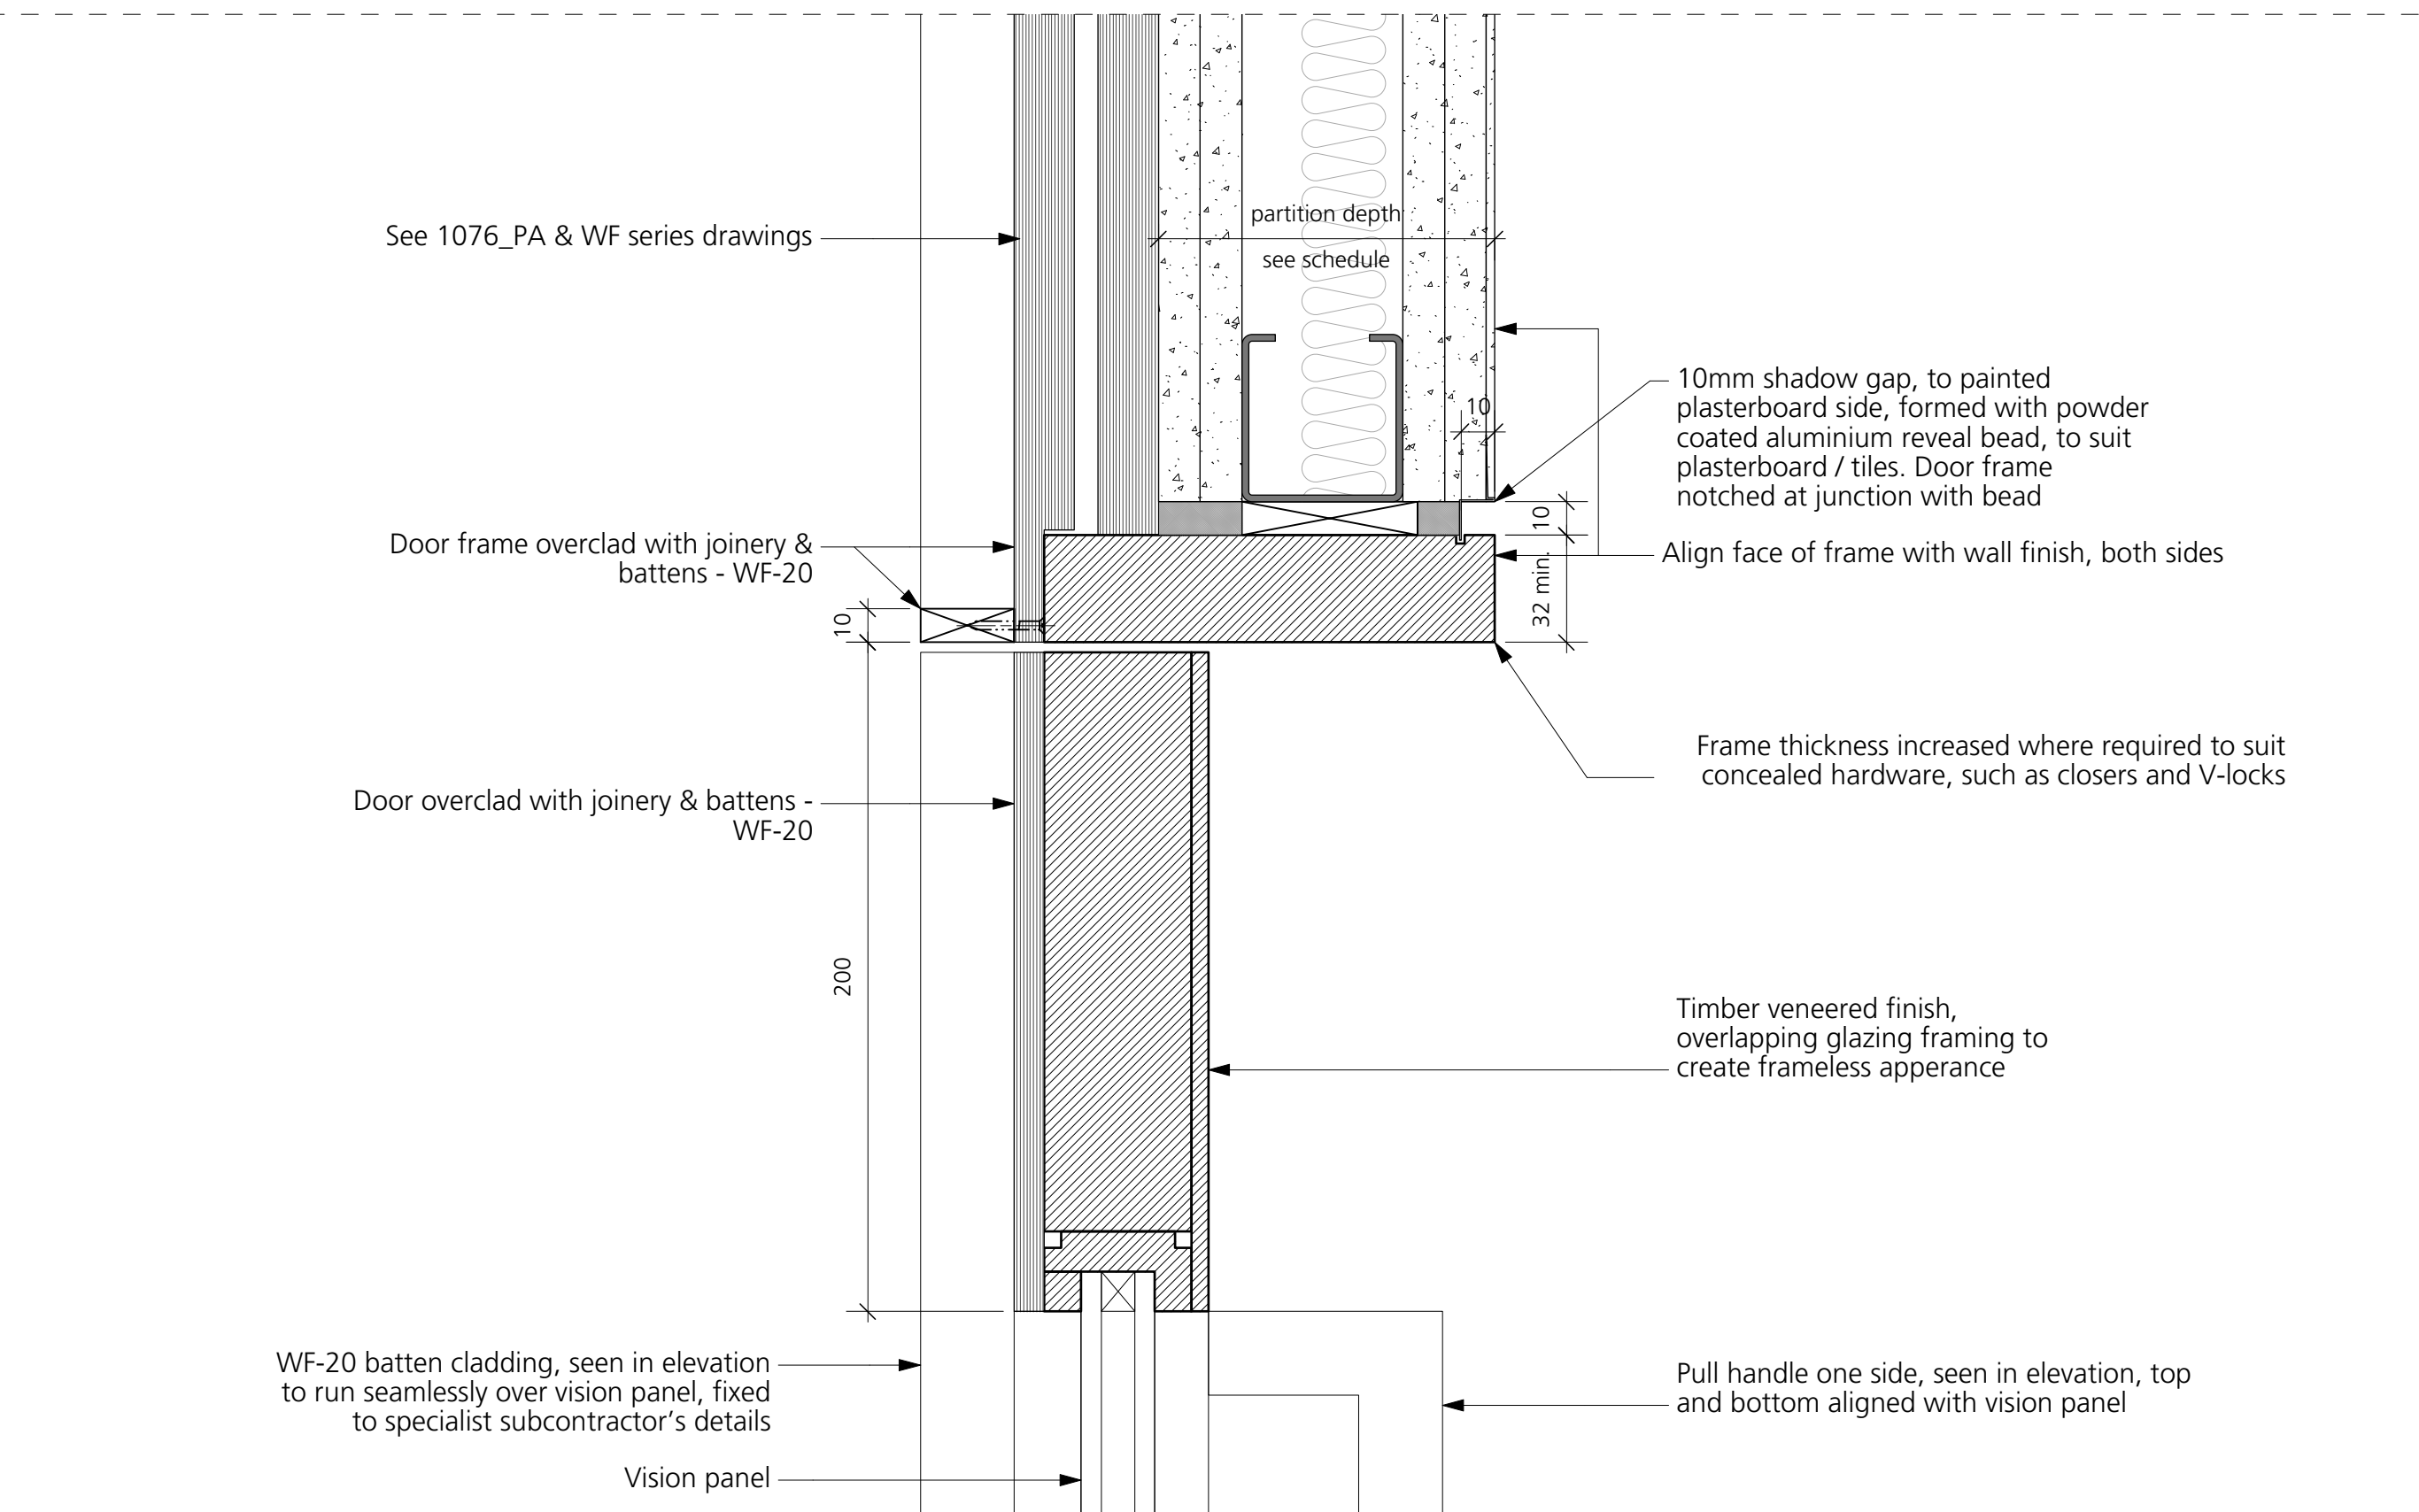 partition depth
See 1076_PA & WF series drawings
see schedule
10mm shadow gap, to painted
plasterboard side, formed with powder
coated aluminium reveal bead, to suit
plasterboard / tiles. Door frame
notched at junction with bead
10
10
Door frame overclad with joinery &
battens - WF-20
Align face of frame with wall finish, both sides
32 min.
10
Frame thickness increased where required to suit
concealed hardware, such as closers and V-locks
Door overclad with joinery & battens -
WF-20
200
Timber veneered finish,
overlapping glazing framing to
create frameless apperance
WF-20 batten cladding, seen in elevation
to run seamlessly over vision panel, fixed
to specialist subcontractor’s details
Pull handle one side, seen in elevation, top
and bottom aligned with vision panel
Vision panel